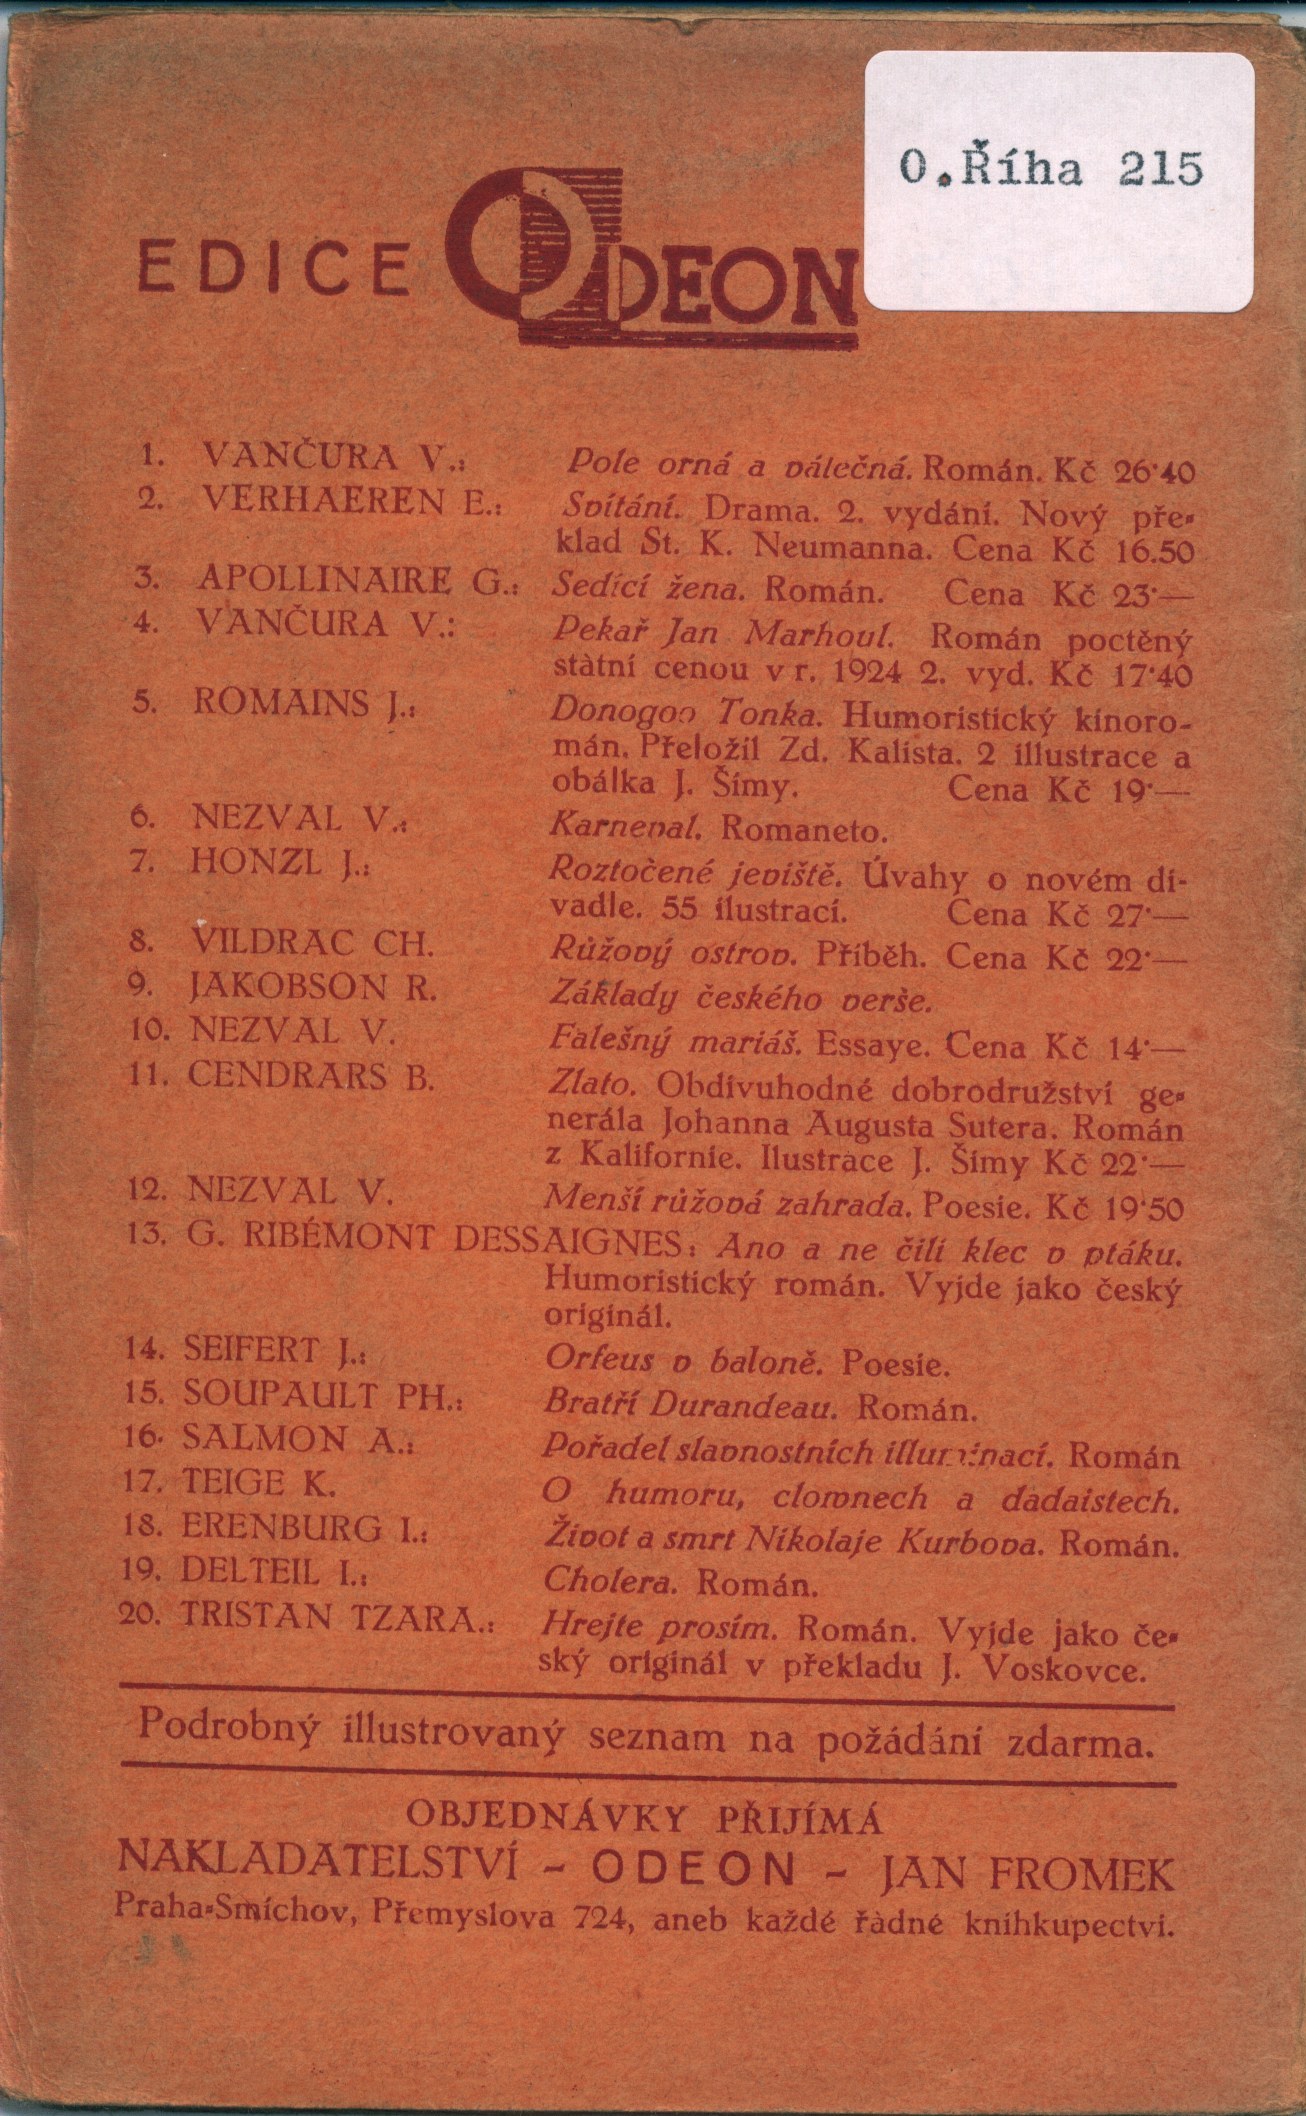 O.Říha 215
EDICE ODEON
1. VANČURA V.: Pole orná a válečná. Román. Kč 26·40
2. VERHAEREN E.: Svítání. Drama. 2. vydání. Nový pře-
klad St. K. Neumanna. Cena Kč 16.50
3. APOLLINAIRE G.: Sedící žena. Román. Cena Kč 23·—
4. VANČURA V.: Pekař Jan Marhoul. Román poctěný
státní cenou v r. 1924 2. vyd. Kč 17·40
5. ROMAINS J.: Donogoo Tonka. Humoristický kinoro-
mán. Přeložil Zd. Kalista. 2 illustrace a
obálka J. Šímy. Cena Kč 19·—
6. NEZVAL V.: Karneval. Romaneto.
7. HONZL J.: Roztočené jeviště. Úvahy o novém di-
vadle. 55 ilustrací. Cena Kč 27·—
8. VILDRAC CH. Růžový ostrov. Příběh. Cena Kč 22·—
9. JAKOBSON R. Základy českého verše.
10. NEZVAL V. Falešný mariáš. Essaye. Cena Kč 14·—
11. CENDRARS B. Zlato. Obdivuhodné dobrodružství ge-
nerála Johanna Augusta Sutera. Román
z Kalifornie. Ilustrace J. Šímy Kč 22·—
12. NEZVAL V. Menší růžová zahrada. Poesie. Kč 19·50
13. G. RIBÉMONT DESSAIGNES: Ano a ne čili klec v ptáku.
Humoristický román. Vyjde jako český
originál.
14. SEIFERT J.: Orfeus v baloně. Poesie.
15. SOUPAULT PH.: Bratří Durandeau. Román.
16. SALMON A.: Pořadel slavnostních illuminací. Román
17. TEIGE K. O humoru, clownech a dadaistech.
18. ERENBURG I.: Život a smrt Nikolaje Kurbova. Román.
19. DELTEIL I.: Cholera. Román.
20. TRISTAN TZARA.: Hrejte prosím. Román. Vyjde jako če-
ský originál v překladu J. Voskovce.
Podrobný illustrovaný seznam na požádání zdarma.
OBJEDNÁVKY PŘIJÍMÁ
NAKLADATELSTVÍ - ODEON - JAN FROMEK
Praha-Smíchov, Přemyslova 724, aneb každé řádné knihkupectví.